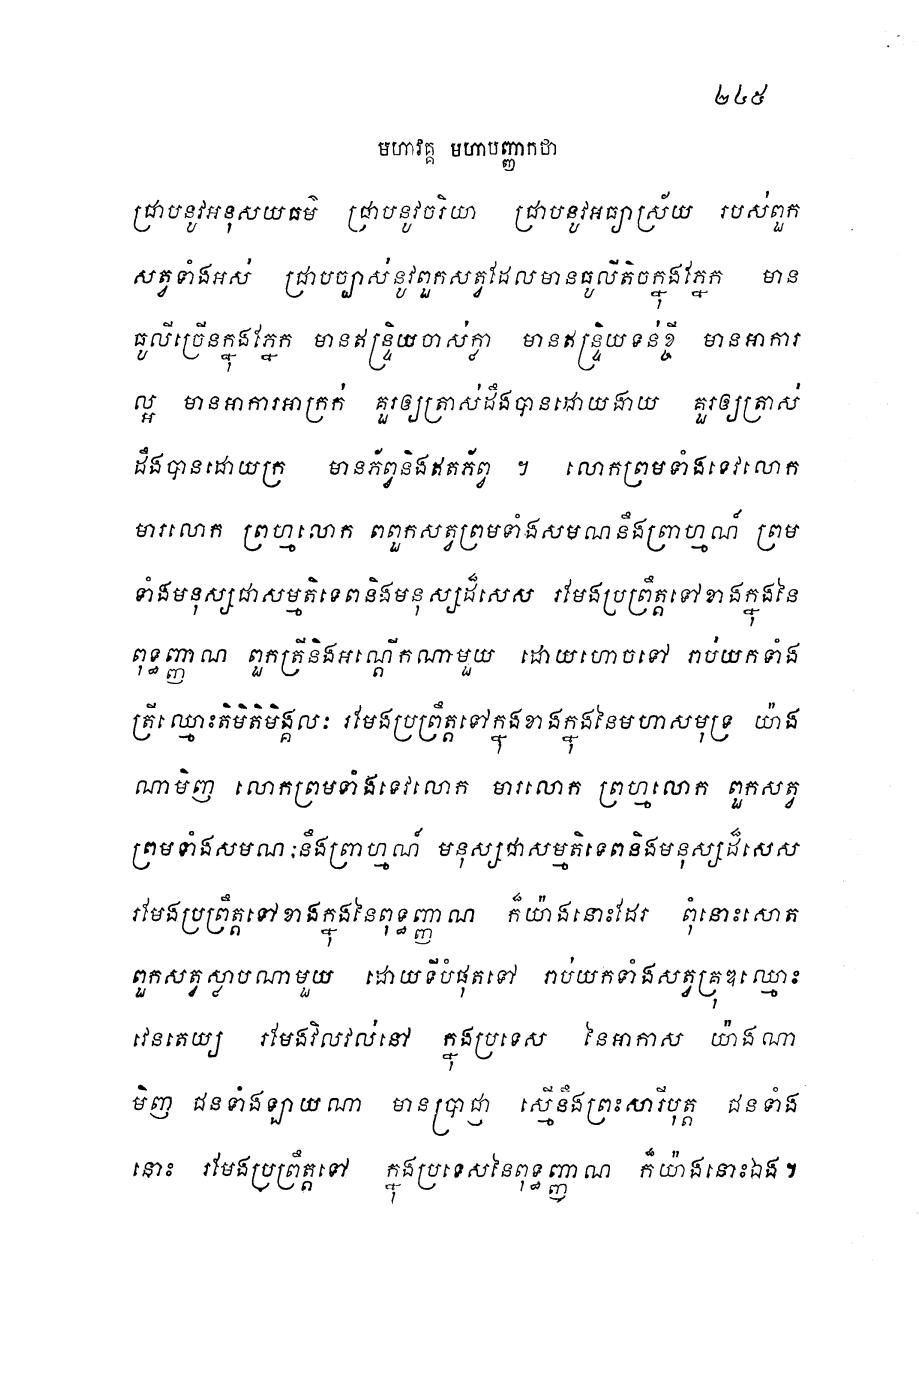 ២៤៥
មហាវគ្គ មហាបញ្ញាកថា
ជ្រាបនូវអនុសយធម៌ ជ្រាបនូវចរិយា ជ្រាបនូវអធ្យាស្រ័យ របស់ពួក
សត្វទាំងអស់ ជ្រាបច្បាស់នូវពួកសត្វដែលមានធូលីតិចក្នុងភ្នែក មាន
ធូលីច្រើនក្នុងភ្នែក មានឥន្ទ្រិយចាស់ក្លា មានឥន្ទ្រិយទន់ខ្ចី មានអាការ
ល្អ មានអាការអាក្រក់ គួរឲ្យត្រាស់ដឹងបានដោយងាយ គួរឲ្យត្រាស់
ដឹងបានដោយក្រ មានភ័ព្វនិងឥតភ័ព្វ ។ លោកព្រមទាំងទេវលោក
មារលោក ព្រហ្មលោក ពពួកសត្វព្រមទាំងសមណនឹងព្រាហ្មណ៍ ព្រម
ទាំងមនុស្សជាសម្មតិទេពនិងមនុស្សដ៏សេស រមែងប្រព្រឹត្តទៅខាងក្នុងនៃ
ពុទ្ធញ្ញាណ ពួកត្រីនិងអណ្តើកណាមួយ ដោយហោចទៅ រាប់យកទាំង
ត្រីឈ្មោះតិមិតិមិង្គលៈ រមែងប្រព្រឹត្តទៅក្នុងខាងក្នុងនៃមហាសមុទ្រ យ៉ាង
ណាមិញ លោកព្រមទាំងទេវលោក មារលោក ព្រហ្មលោក ពួកសត្វ
ព្រមទាំងសមណៈនឹងព្រាហ្មណ៍ មនុស្សជាសម្មតិទេពនិងមនុស្សដ៏សេស
រមែងប្រព្រឹត្តទៅខាងក្នុងនៃពុទ្ធញ្ញាណ ក៏យ៉ាងនោះដែរ ពុំនោះសោត
ពួកសត្វស្លាបណាមួយ ដោយទីបំផុតទៅ រាប់យកទាំងសត្វគ្រុឌឈ្មោះ
វេនតេយ្យ រមែងវិលវល់នៅ ក្នុងប្រទេស នៃអាកាស យ៉ាងណា
មិញ ជនទាំងឡាយណា មានប្រាជ្ញា ស្មើនឹងព្រះសារីបុត្ត ជនទាំង
នោះ រមែងប្រព្រឹត្តទៅ ក្នុងប្រទេសនៃពុទ្ធញ្ញាណ ក៏យ៉ាងនោះឯង។